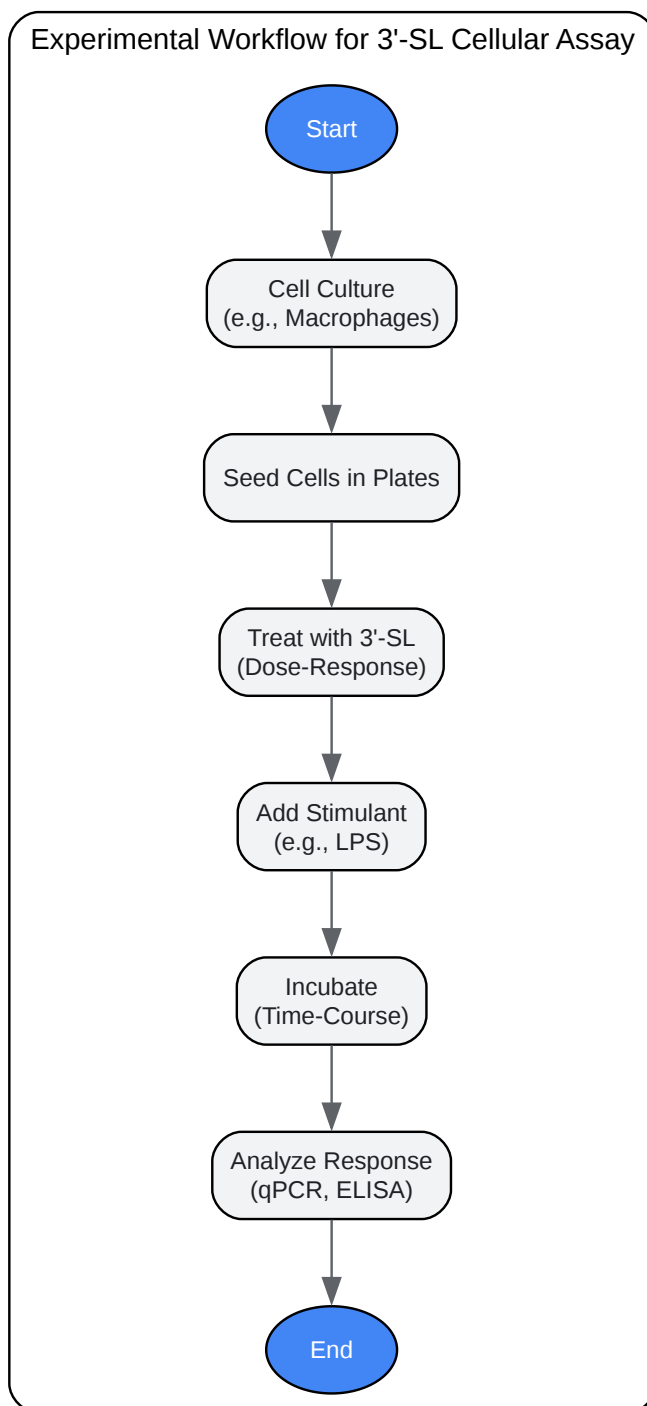 Experimental Workflow for 3'-SL Cellular Assay
Start
Cell Culture
(e.g., Macrophages)
Seed Cells in Plates
Treat with 3'-SL
(Dose-Response)
Add Stimulant
(e.g., LPS)
Incubate
(Time-Course)
Analyze Response
(qPCR, ELISA)
End